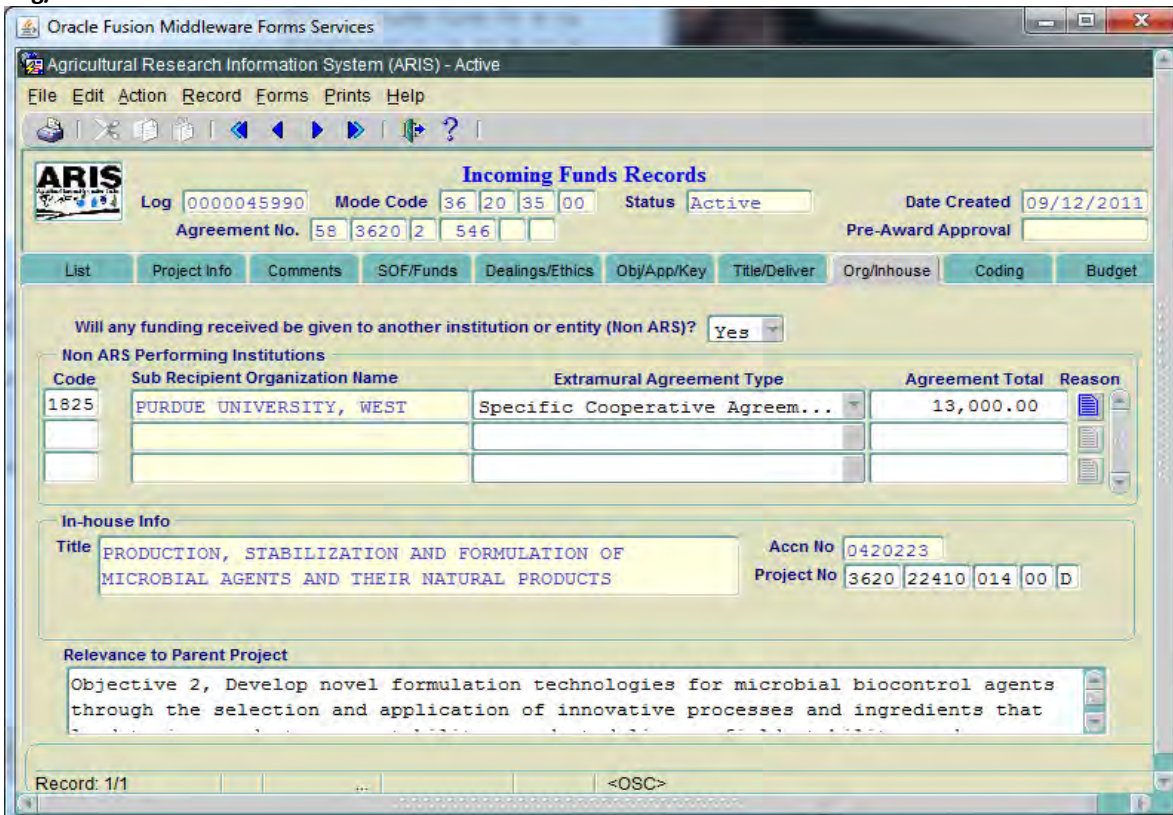 Oracle Fusion Middleware Forms Services
Agricultural Research Information System (ARIS) - Active
File Edit Action Record Forms Prints Help
ARIS
Incoming Funds Records
Log 0000045990 Mode Code 36 20 35 00 Status Active Date Created 09/12/2011
Agreement No. 58 3620 2 546 Pre-Award Approval
List Project Info Comments SOF/Funds Dealings/Ethics Obj/App/Key Title/Deliver Org/Inhouse Coding Budget
Will any funding received be given to another institution or entity (Non ARS)? Yes
Non ARS Performing Institutions
Code Sub Recipient Organization Name Extramural Agreement Type Agreement Total Reason
1825 PURDUE UNIVERSITY, WEST Specific Cooperative Agreem... 13,000.00
In-house Info
Title PRODUCTION, STABILIZATION AND FORMULATION OF Accn No 0420223
MICROBIAL AGENTS AND THEIR NATURAL PRODUCTS Project No 3620 22410 014 00 D
Relevance to Parent Project
Objective 2, Develop novel formulation technologies for microbial biocontrol agents
through the selection and application of innovative processes and ingredients that
Record: 1/1 ... <OSC>